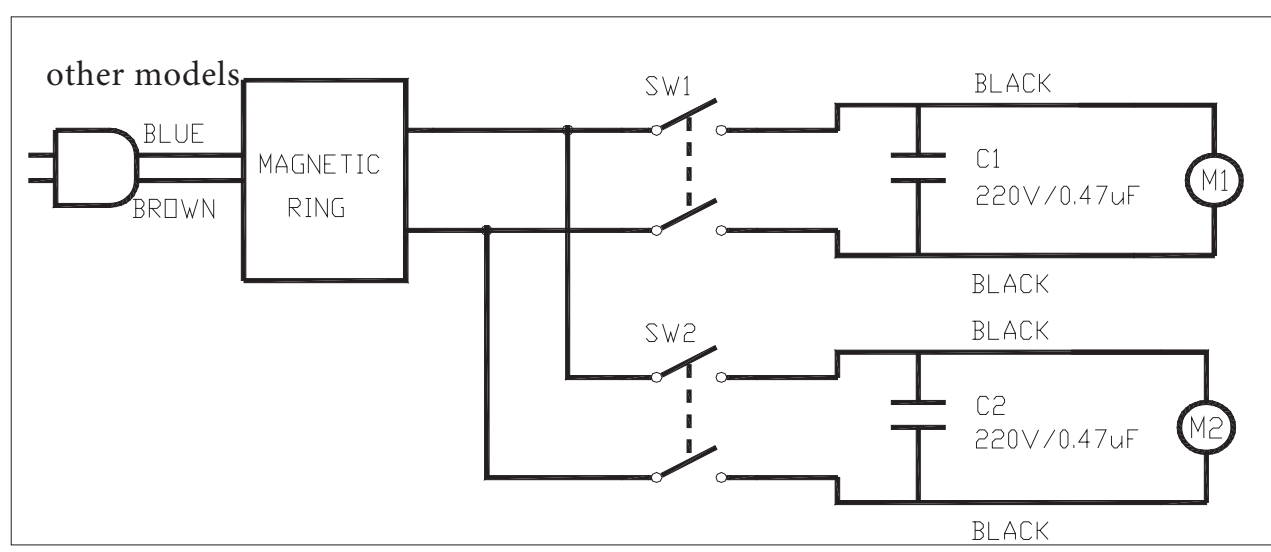 other models
BLUE
BROWN
MAGNETIC
RING
SW1
BLACK
C1
220V/0.47uF
M1
BLACK
SW2
BLACK
C2
220V/0.47uF
M2
BLACK